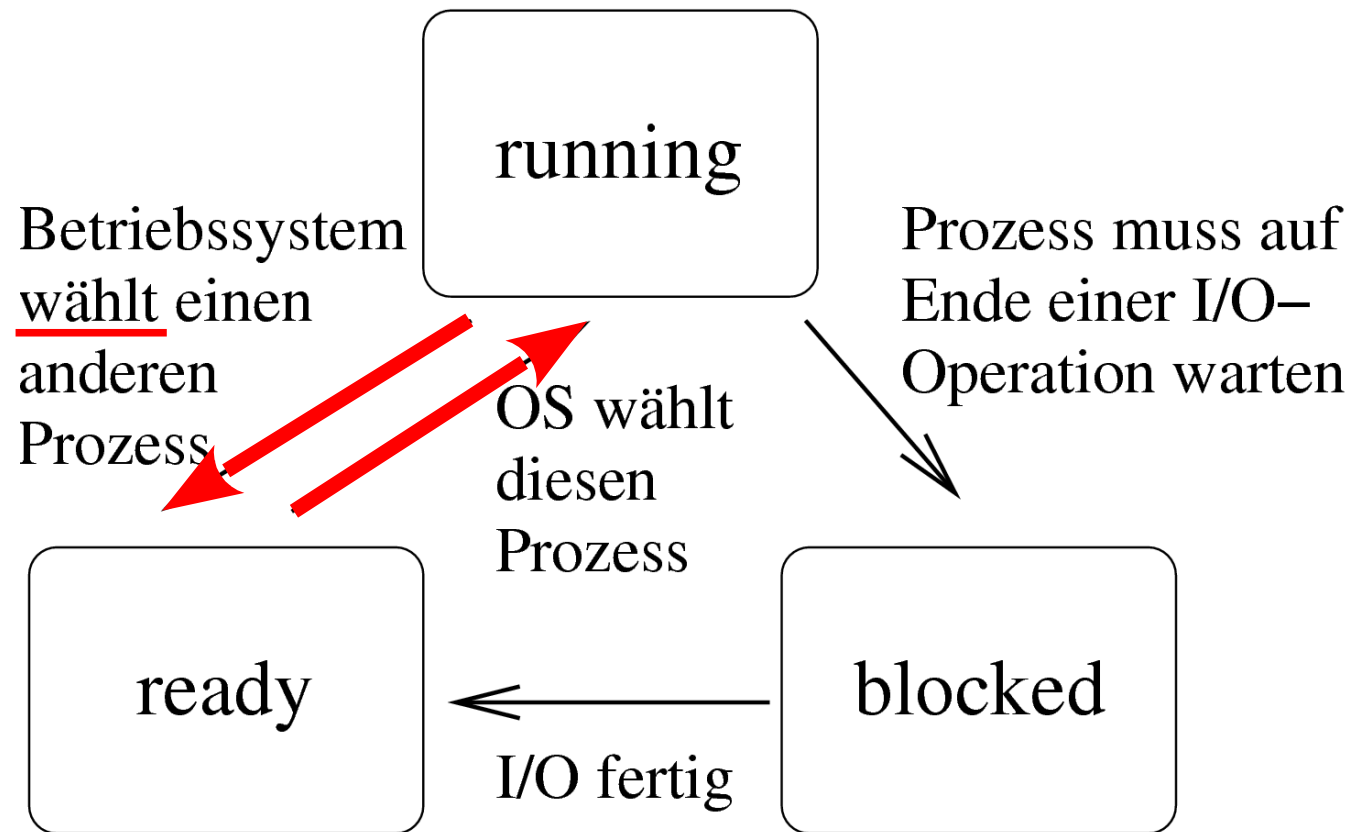 running
Betriebssystem
wählt einen
anderen
Prozess
Prozess muss auf
Ende einer I/O–
Operation warten
OS wählt
diesen
Prozess
ready
blocked
I/O fertig